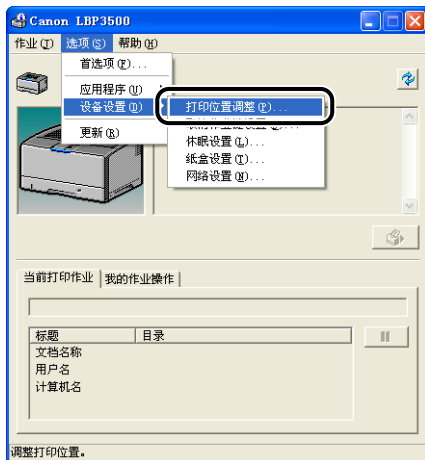 Canon LBP3500
作业(J) 选项(S) 帮助(H)
首选项(P)...
应用程序(U)
设备设置(D) 打印位置调整(P)...
更新(R)
休眠设置(L)...
纸盒设置(T)...
网络设置(N)...
当前打印作业 我的作业操作
标题 目录
文档名称
用户名
计算机名
调整打印位置。